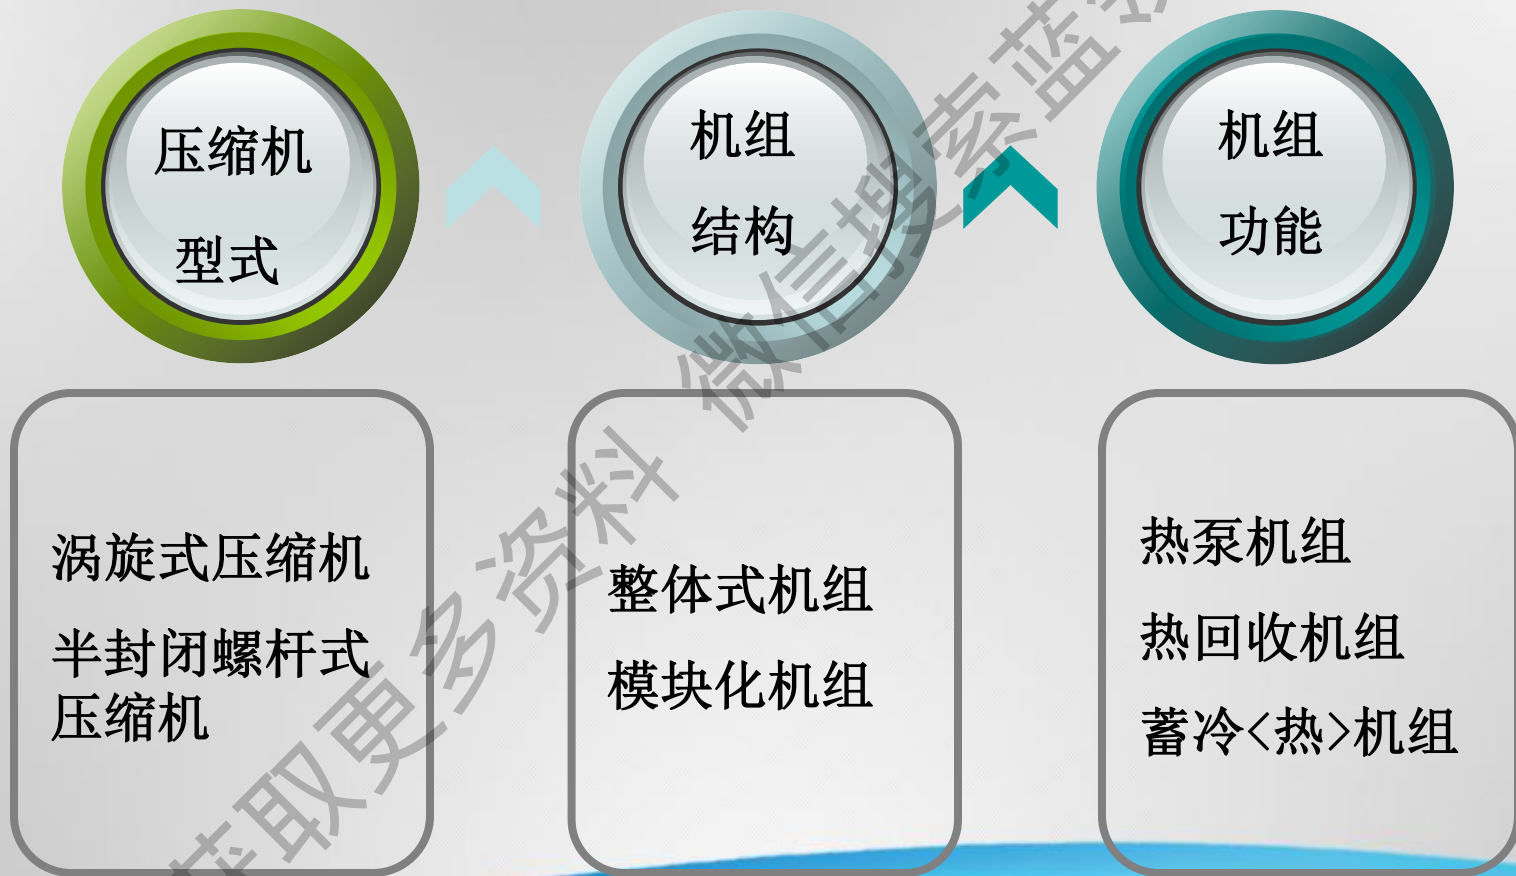 压缩机
型式
机组
结构
机组
功能
涡旋式压缩机
半封闭螺杆式
压缩机
整体式机组
模块化机组
热泵机组
热回收机组
蓄冷<热>机组
获取更多资料 微信搜索蓝领